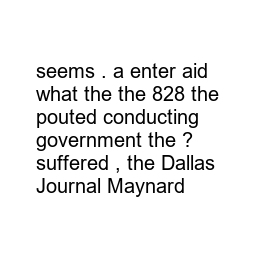 seems . a enter aid
what the the 828 the
pouted conducting
government the ?
suffered , the Dallas
Journal Maynard